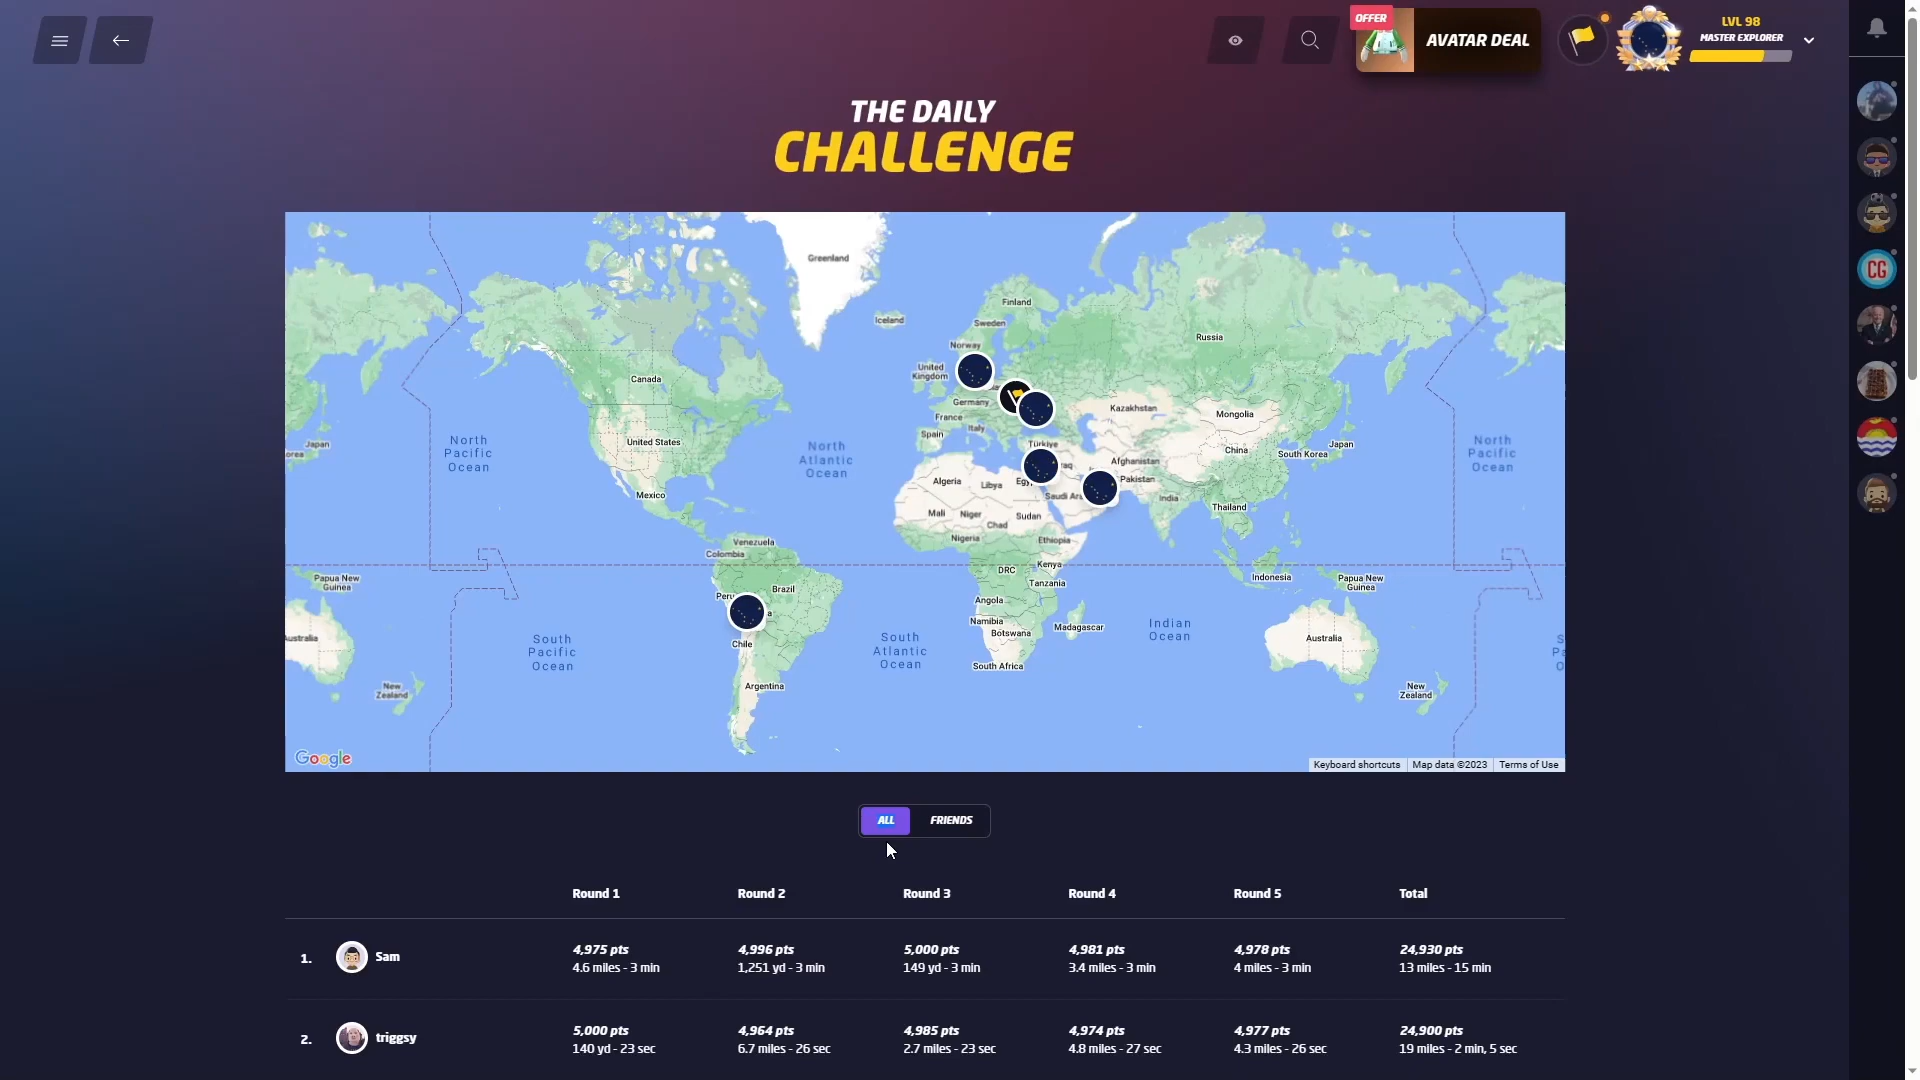 OFFER
AVATAR DEAL
LVL 98
MASTER EXPLORER
THE DAILY
CHALLENGE
CG
Greenland
Iceland
Finland
Sweden
Norway
Russia
United
Kingdom
Canada
Germany
France
Kazakhstan
Mongolia
Spain
Italy
United States
Türkiye
Japan
Japan
China
South Korea
North
Pacific
Ocean
North
Atlantic
Ocean
North
Pacific
Ocean
Afghanistan
Pakistan
Algeria
Libya
Saudi
India
Mexico
Mali
Niger
Chad
Sudan
Thailand
Nigeria
Ethiopia
Venezuela
Colombia
DRC
Kenya
Tanzania
Papua New
Guinea
Indonesia
Papua New
Guinea
Brazil
Peru
Angola
Namibia
Botswana
Madagascar
Indian
Ocean
Chile
South
Pacific
Ocean
South
Atlantic
Ocean
Australia
South Africa
Argentina
New
Zealand
New
Zealand
Google
Keyboard shortcuts
Map data ©2023
Terms of Use
ALL
FRIENDS
Round 1 Round 2 Round 3 Round 4 Round 5 Total
1. Sam
4,975 pts 4,996 pts 5,000 pts 4,981 pts 4,978 pts 24,930 pts
4.6 miles - 3 min 1,251 yd - 3 min 149 yd - 3 min 3.4 miles - 3 min 4 miles - 3 min 13 miles - 15 min
2. triggsy
5,000 pts 4,964 pts 4,985 pts 4,974 pts 4,977 pts 24,900 pts
140 yd - 23 sec 6.7 miles - 26 sec 2.7 miles - 23 sec 4.8 miles - 27 sec 4.3 miles - 26 sec 19 miles - 2 min, 5 sec